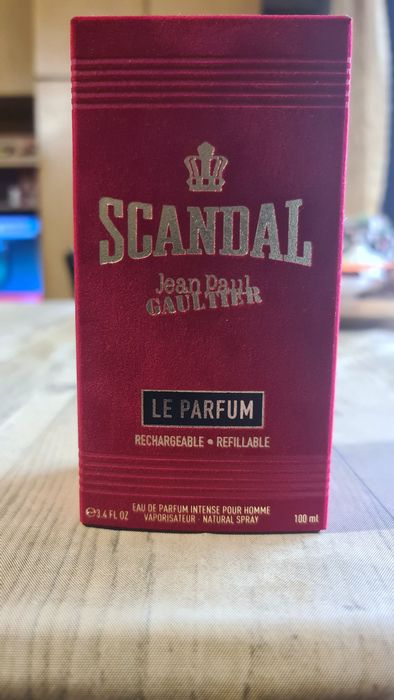 SCANDAL
Jean Paul
GAULTIER
LE PARFUM
RECHARGEABLE • REFILLABLE
℮3.4 FL OZ
EAU DE PARFUM INTENSE POUR HOMME
VAPORISATEUR · NATURAL SPRAY
100 ml